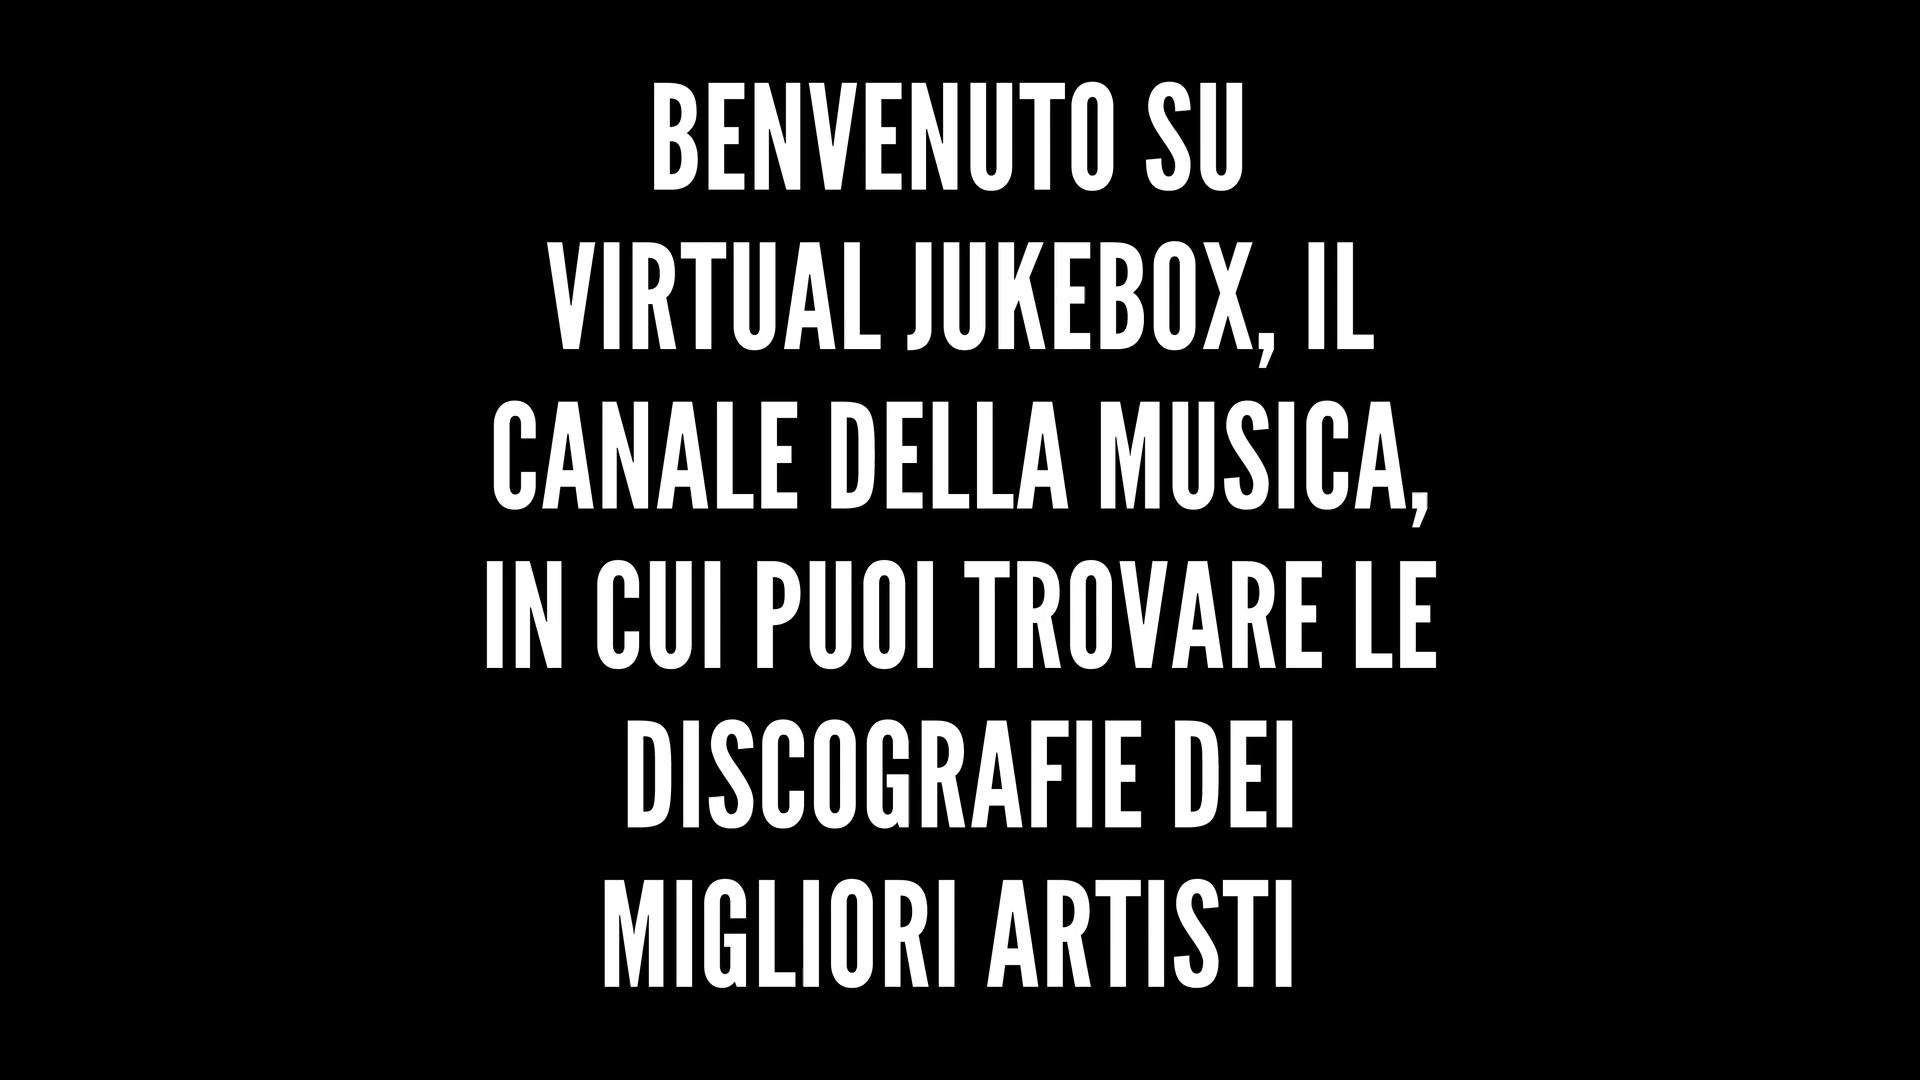 BENVENUTO SU
VIRTUAL JUKEBOX, IL
CANALE DELLA MUSICA,
IN CUI PUOI TROVARE LE
DISCOGRAFIE DEI
MIGLIORI ARTISTI